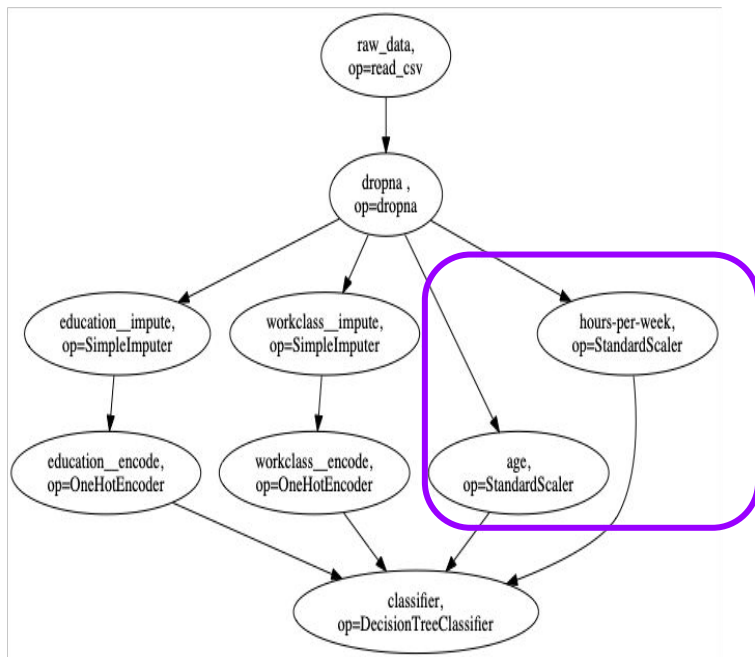 raw_data,
op=read_csv
dropna ,
op=dropna
education__impute,
op=SimpleImputer
workclass__impute,
op=SimpleImputer
hours-per-week,
op=StandardScaler
education__encode,
op=OneHotEncoder
workclass__encode,
op=OneHotEncoder
age,
op=StandardScaler
classifier,
op=DecisionTreeClassifier